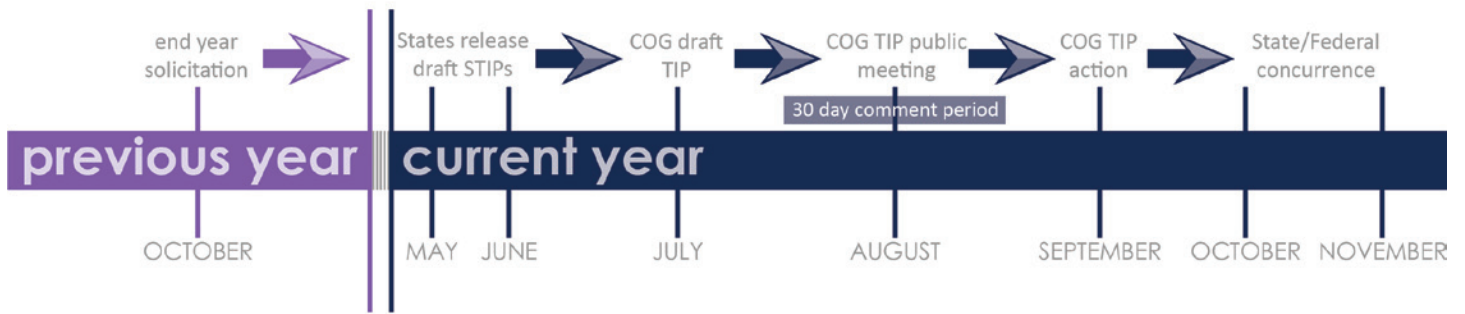 end year
solicitation
States release
draft STIPs
COG draft
TIP
COG TIP public
meeting
COG TIP
action
State/Federal
concurrence
30 day comment period
previous year
current year
OCTOBER
MAY
JUNE
JULY
AUGUST
SEPTEMBER
OCTOBER
NOVEMBER